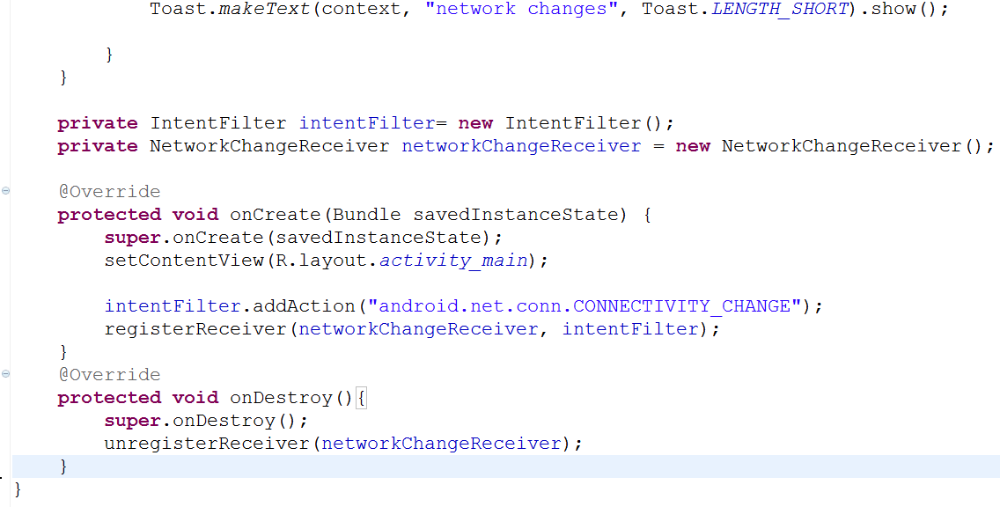 Toast.makeText(context, "network changes", Toast.LENGTH_SHORT).show();
}
}
private IntentFilter intentFilter= new IntentFilter();
private NetworkChangeReceiver networkChangeReceiver = new NetworkChangeReceiver();
@Override
protected void onCreate(Bundle savedInstanceState) {
super.onCreate(savedInstanceState);
setContentView(R.layout.activity_main);
intentFilter.addAction("android.net.conn.CONNECTIVITY_CHANGE");
registerReceiver(networkChangeReceiver, intentFilter);
}
@Override
protected void onDestroy(){
super.onDestroy();
unregisterReceiver(networkChangeReceiver);
}
}